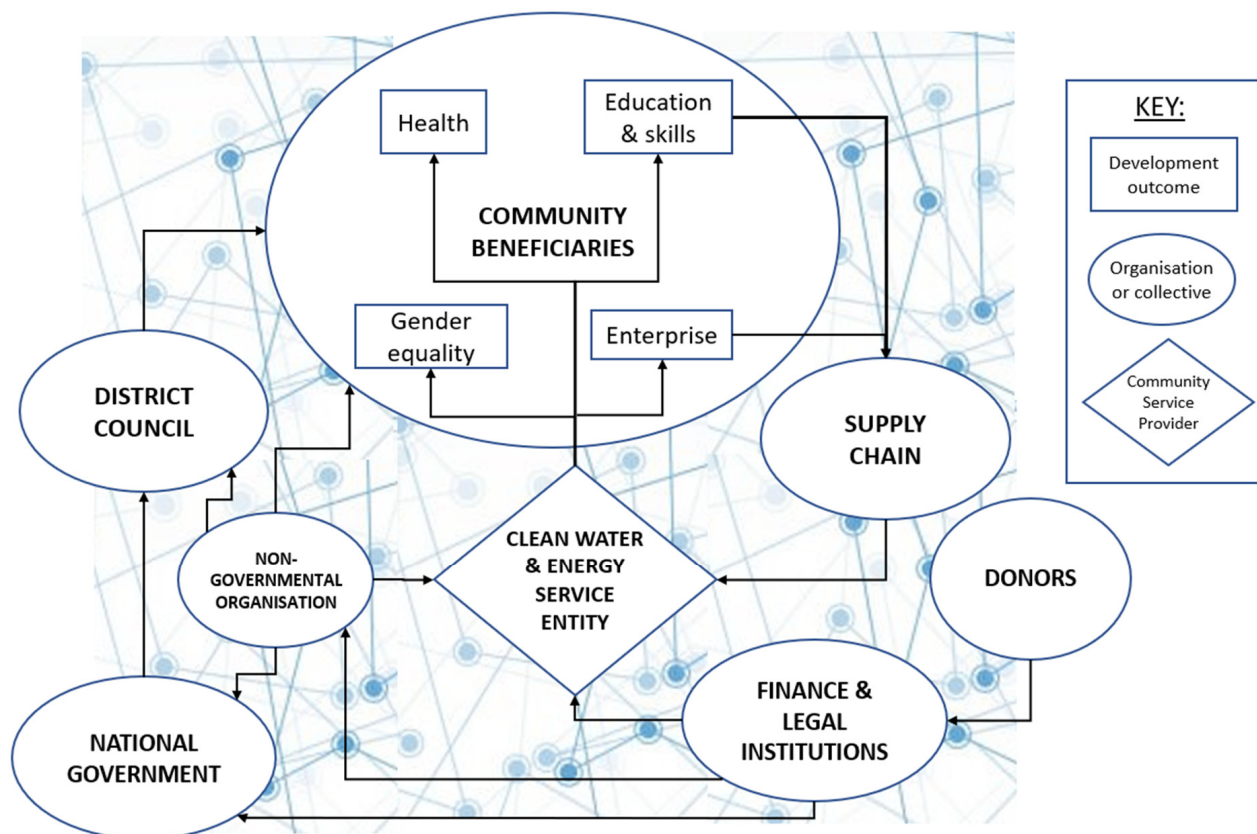 Health
Education
& skills
COMMUNITY
BENEFICIARIES
Gender
equality
Enterprise
DISTRICT
COUNCIL
SUPPLY
CHAIN
NON-
GOVERNMENTAL
ORGANISATION
CLEAN WATER
& ENERGY
SERVICE
ENTITY
DONORS
NATIONAL
GOVERNMENT
FINANCE &
LEGAL
INSTITUTIONS
KEY:
Development
outcome
Organisation
or collective
Community
Service
Provider